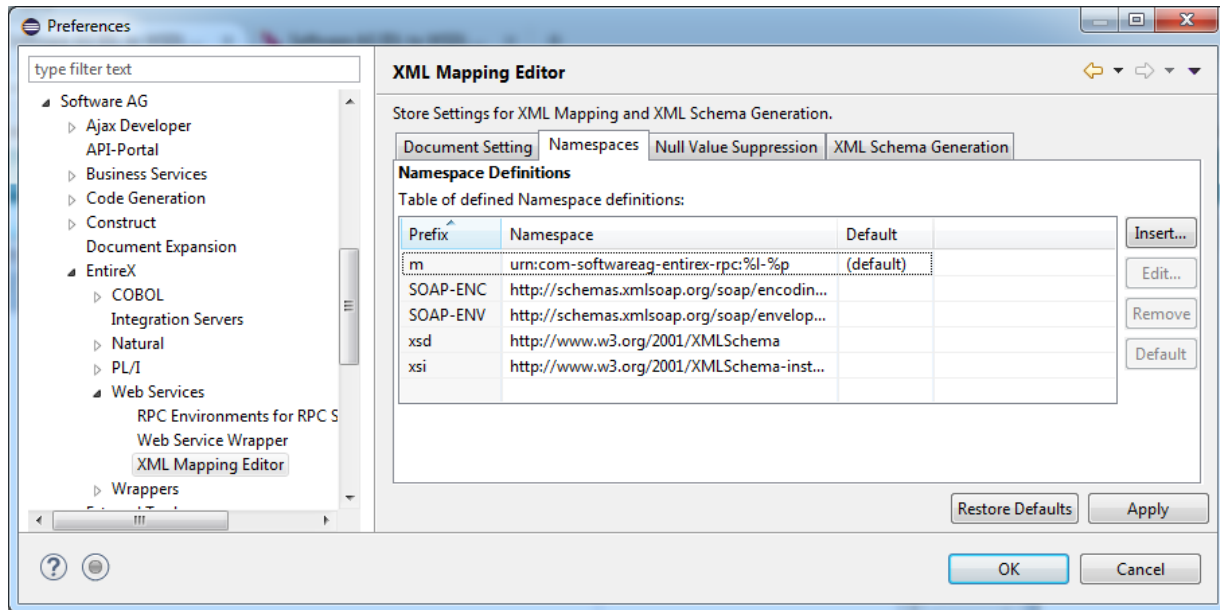 Preferences
type filter text
Software AG
Ajax Developer
API-Portal
Business Services
Code Generation
Construct
Document Expansion
EntireX
COBOL
Integration Servers
Natural
PL/I
Web Services
RPC Environments for RPC S
Web Service Wrapper
XML Mapping Editor
Wrappers
XML Mapping Editor
Store Settings for XML Mapping and XML Schema Generation.
Document Setting Namespaces Null Value Suppression XML Schema Generation
Namespace Definitions
Table of defined Namespace definitions:
Prefix Namespace Default
m urn:com-softwareag-entirex-rpc:%l-%p (default)
SOAP-ENC http://schemas.xmlsoap.org/soap/encodin...
SOAP-ENV http://schemas.xmlsoap.org/soap/envelop...
xsd http://www.w3.org/2001/XMLSchema
xsi http://www.w3.org/2001/XMLSchema-inst...
Insert...
Edit...
Remove
Default
Restore Defaults Apply
OK Cancel